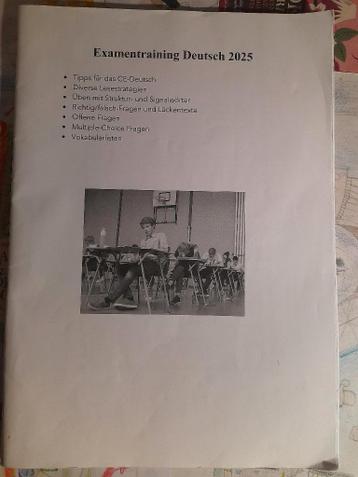 Examentraining Deutsch 2025
Tipps für das CE-Deutsch
Diverse Lesestrategien
Üben mit Struktur- und Signalwörter
Richtig/falsch-Fragen und Lückentexte
Offene Fragen
Multiple-Choice Fragen
Vokabellisten